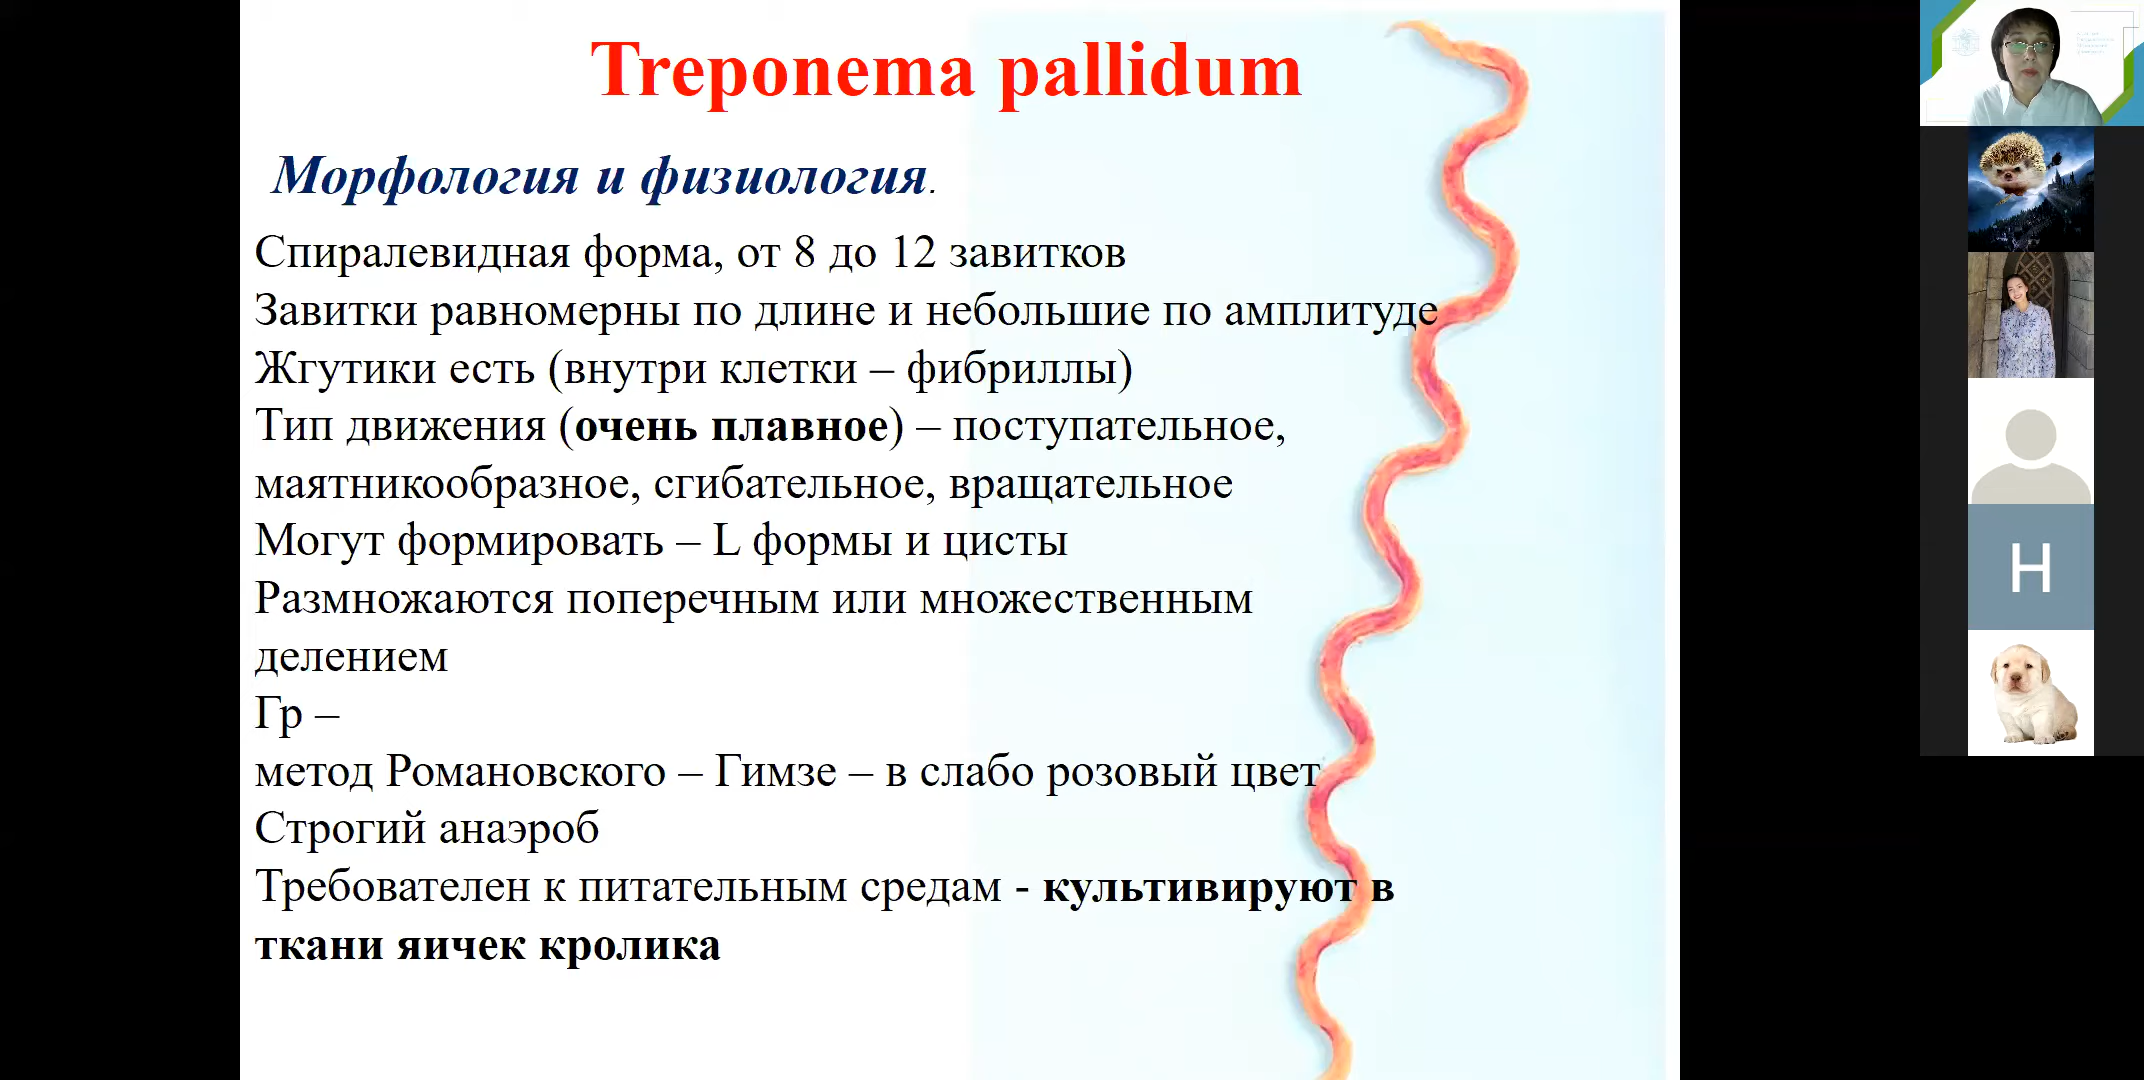 Treponema pallidum
Морфология и физиология.
Спиралевидная форма, от 8 до 12 завитков
Завитки равномерны по длине и небольшие по амплитуде
Жгутики есть (внутри клетки – фибриллы)
Тип движения (очень плавное) – поступательное,
маятникообразное, сгибательное, вращательное
Могут формировать – L формы и цисты
Размножаются поперечным или множественным
делением
Гр –
метод Романовского – Гимзе – в слабо розовый цвет
Строгий анаэроб
Требователен к питательным средам - культивируют в
ткани яичек кролика
Н